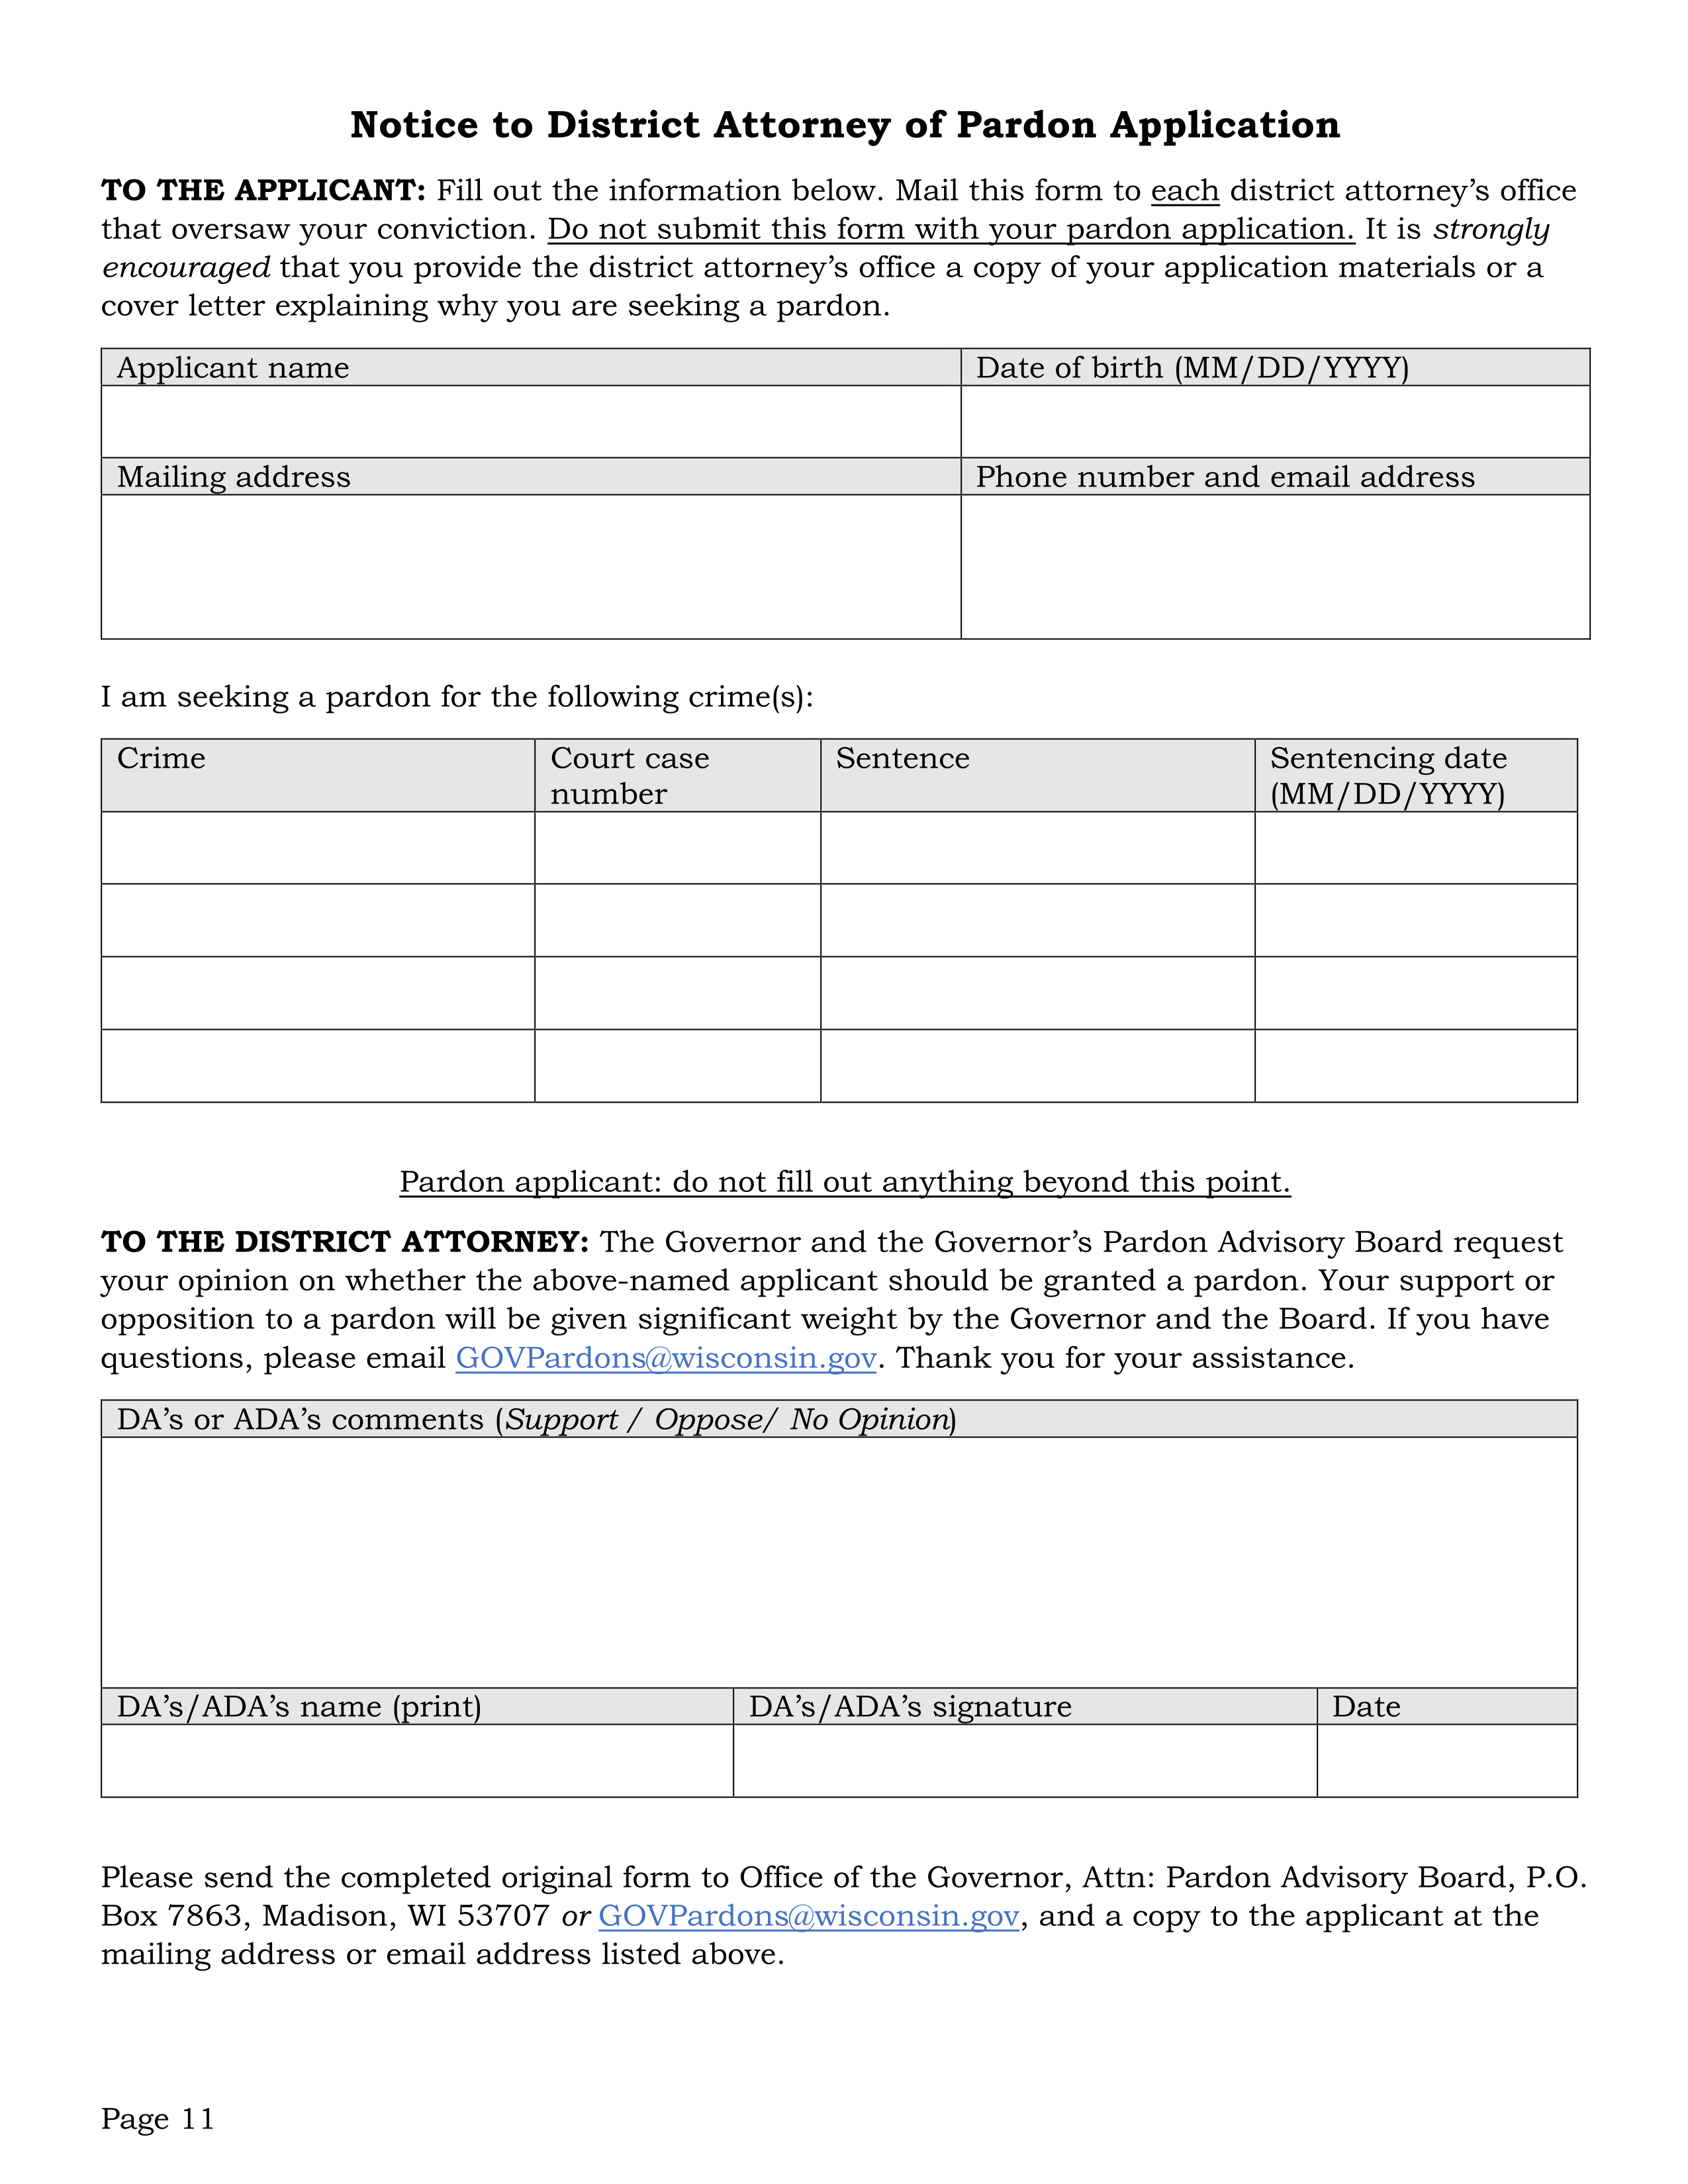 Notice to District Attorney of Pardon Application
TO THE APPLICANT: Fill out the information below. Mail this form to each district attorney’s office
that oversaw your conviction. Do not submit this form with your pardon application. It is strongly
encouraged that you provide the district attorney’s office a copy of your application materials or a
cover letter explaining why you are seeking a pardon.
Applicant name
Date of birth (MM/DD/YYYY)
Mailing address
Phone number and email address
I am seeking a pardon for the following crime(s):
Crime
Court case
number
Sentence
Sentencing date
(MM/DD/YYYY)
Pardon applicant: do not fill out anything beyond this point.
TO THE DISTRICT ATTORNEY: The Governor and the Governor’s Pardon Advisory Board request
your opinion on whether the above-named applicant should be granted a pardon. Your support or
opposition to a pardon will be given significant weight by the Governor and the Board. If you have
questions, please email GOVPardons@wisconsin.gov. Thank you for your assistance.
DA’s or ADA’s comments (Support / Oppose/ No Opinion)
DA’s/ADA’s name (print)
DA’s/ADA’s signature
Date
Please send the completed original form to Office of the Governor, Attn: Pardon Advisory Board, P.O.
Box 7863, Madison, WI 53707 or GOVPardons@wisconsin.gov, and a copy to the applicant at the
mailing address or email address listed above.
Page 11